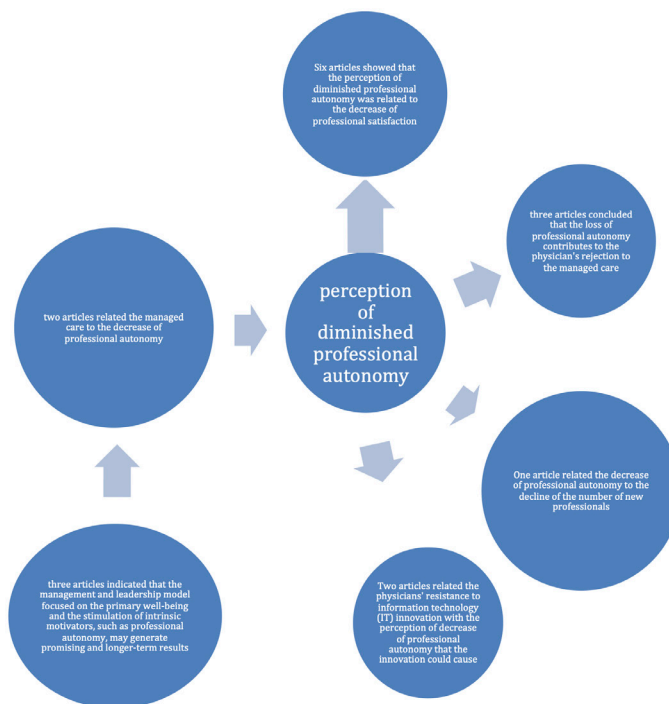 Six articles showed that
the perception of
diminished professional
autonomy was related to
the decrease of
professional satisfaction
three articles concluded
that the loss of
professional autonomy
contributes to the
physician's rejection to
the managed care
perception
of
diminished
professional
autonomy
two articles related the managed
care to the decrease of
professional autonomy
One article related the decrease
of professional autonomy to the
decline of the number of new
professionals
Two articles related the
physicians' resistance to
information technology
(IT) innovation with the
perception of decrease of
professional autonomy
that the
innovation could
cause
three articles indicated that the
management and leadership model
focused on the primary well-being
and the stimulation of intrinsic
motivators, such as professional
autonomy, may generate
promising and longer-term results